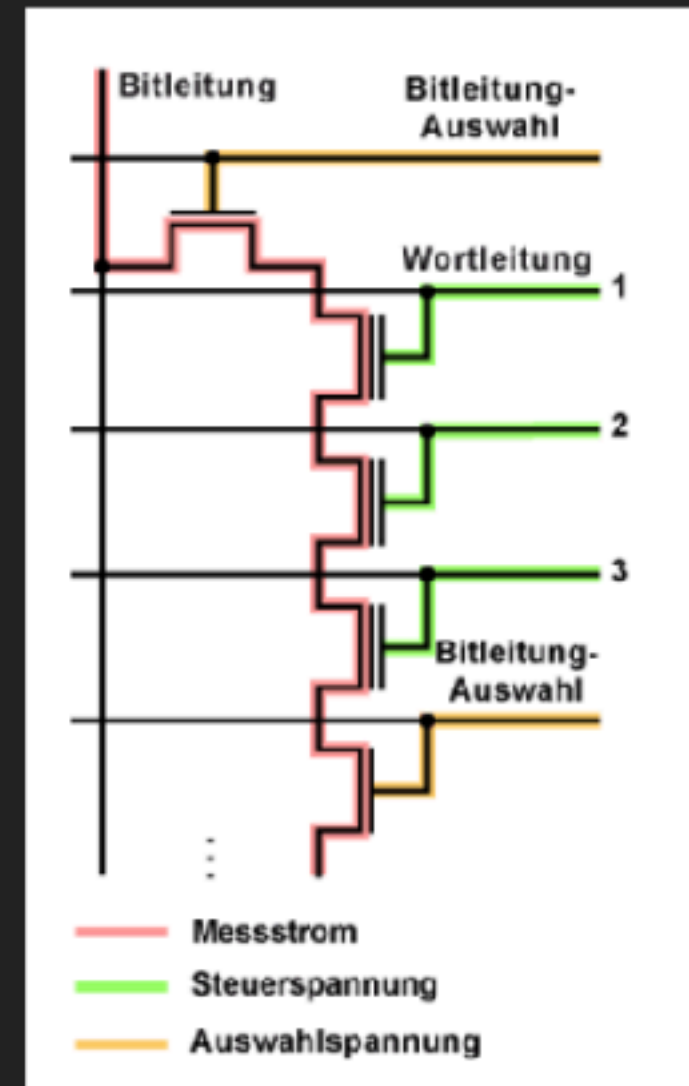 Bitleitung
Bitleitung-
Auswahl
Wortleitung
1
2
3
Bitleitung-
Auswahl
Messstrom
Steuerspannung
Auswahlspannung